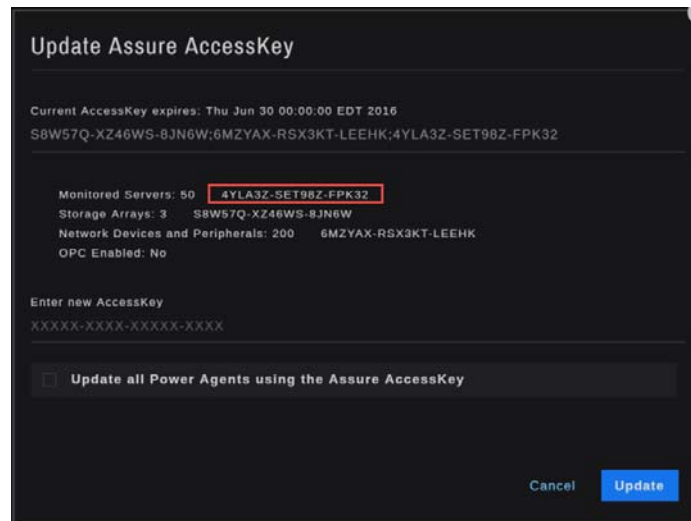 Update Assure AccessKey
Current AccessKey expires: Thu Jun 30 00:00:00 EDT 2016
S8W57Q-XZ46WS-8JN6W;6MZYAX-RSX3KT-LEEHK;4YLA3Z-SET98Z-FPK32
Monitored Servers: 50 4YLA3Z-SET98Z-FPK32
Storage Arrays: 3 S8W57Q-XZ46WS-8JN6W
Network Devices and Peripherals: 200 6MZYAX-RSX3KT-LEEHK
OPC Enabled: No
Enter new AccessKey
XXXXX-XXXX-XXXXX-XXXX
Update all Power Agents using the Assure AccessKey
Cancel Update